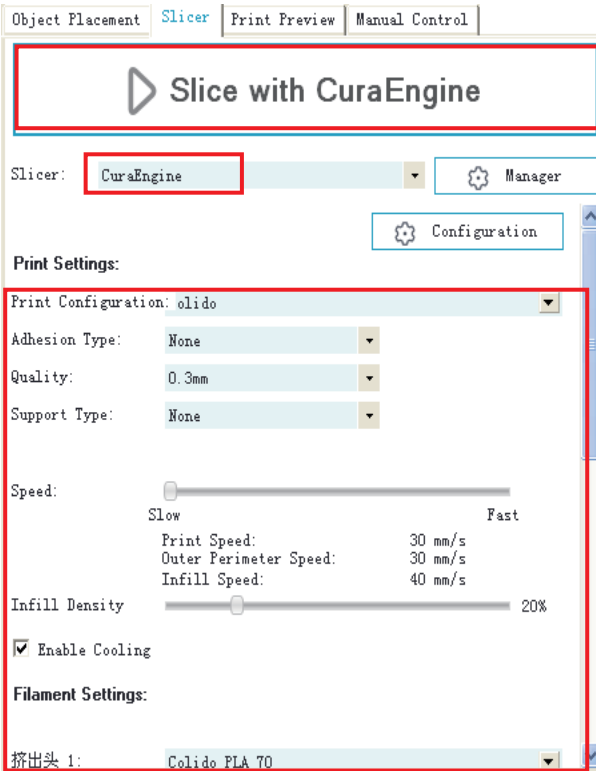 Object Placement Slicer Print Preview Manual Control
Slice with CuraEngine
Slicer: CuraEngine Manager
Configuration
Print Settings:
Print Configuration: olido
Adhesion Type: None
Quality: 0.3mm
Support Type: None
Speed:
Slow Fast
Print Speed: 30 mm/s
Outer Perimeter Speed: 30 mm/s
Infill Speed: 40 mm/s
Infill Density 20%
Enable Cooling
Filament Settings:
挤出头 1: Colido PLA 70